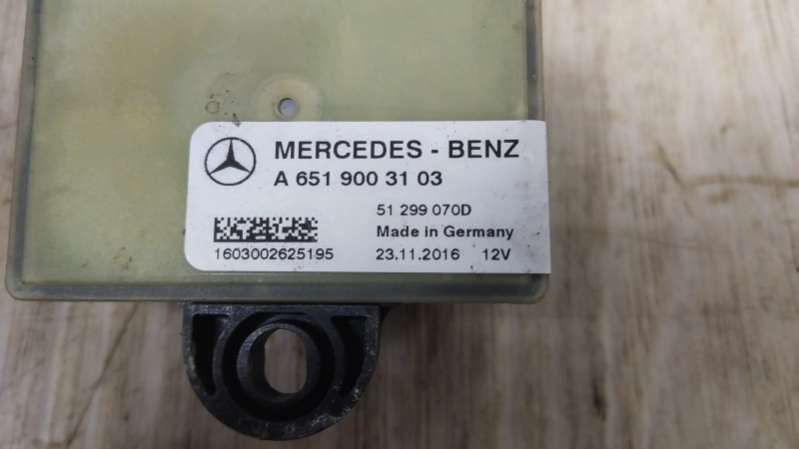 MERCEDES - BENZ
A 651 900 31 03
51 299 070D
Made in Germany
1603002625195
23.11.2016 12V